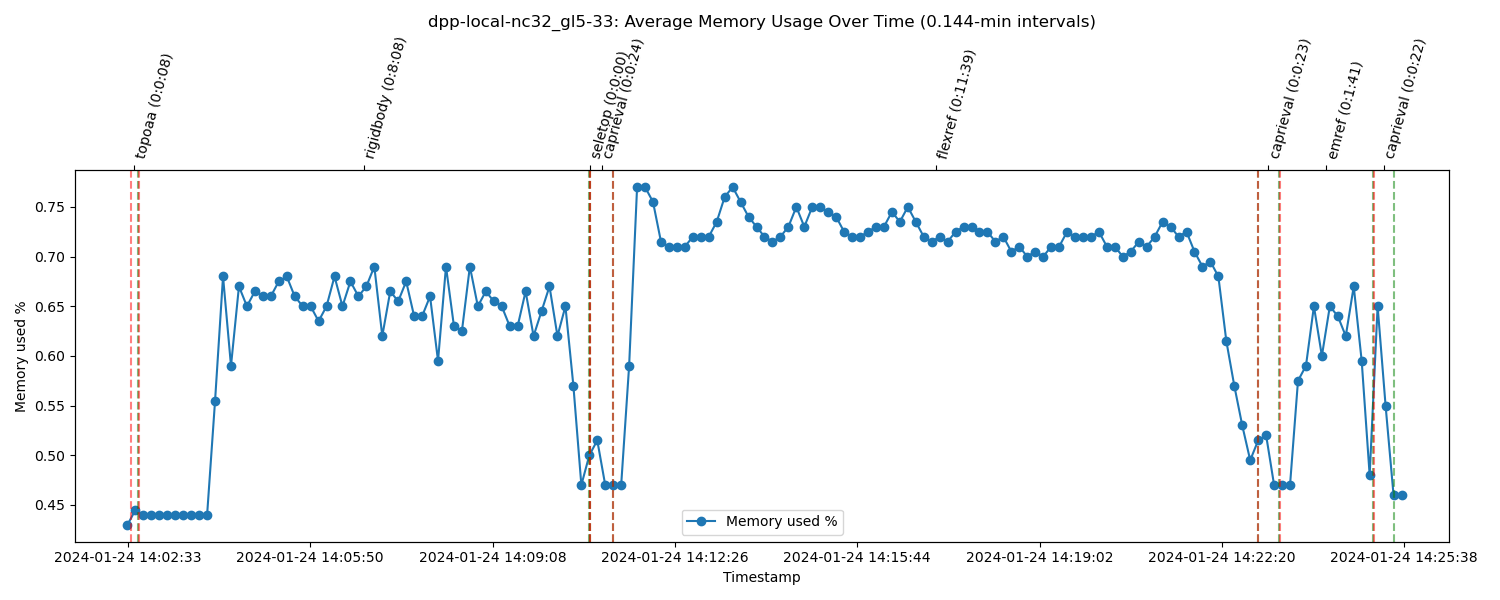 dpp-local-nc32_gl5-33: Average Memory Usage Over Time (0.144-min intervals)
topoaa (0:0:08)
rigidbody (0:8:08)
seletop (0:0:00)
caprieval (0:0:24)
flexref (0:11:39)
caprieval (0:0:23)
emref (0:1:41)
caprieval (0:0:22)
Memory used %
0.75
0.70
0.65
0.60
0.55
0.50
0.45
Memory used %
2024-01-24 14:02:33
2024-01-24 14:05:50
2024-01-24 14:09:08
2024-01-24 14:12:26
2024-01-24 14:15:44
2024-01-24 14:19:02
2024-01-24 14:22:20
2024-01-24 14:25:38
Timestamp